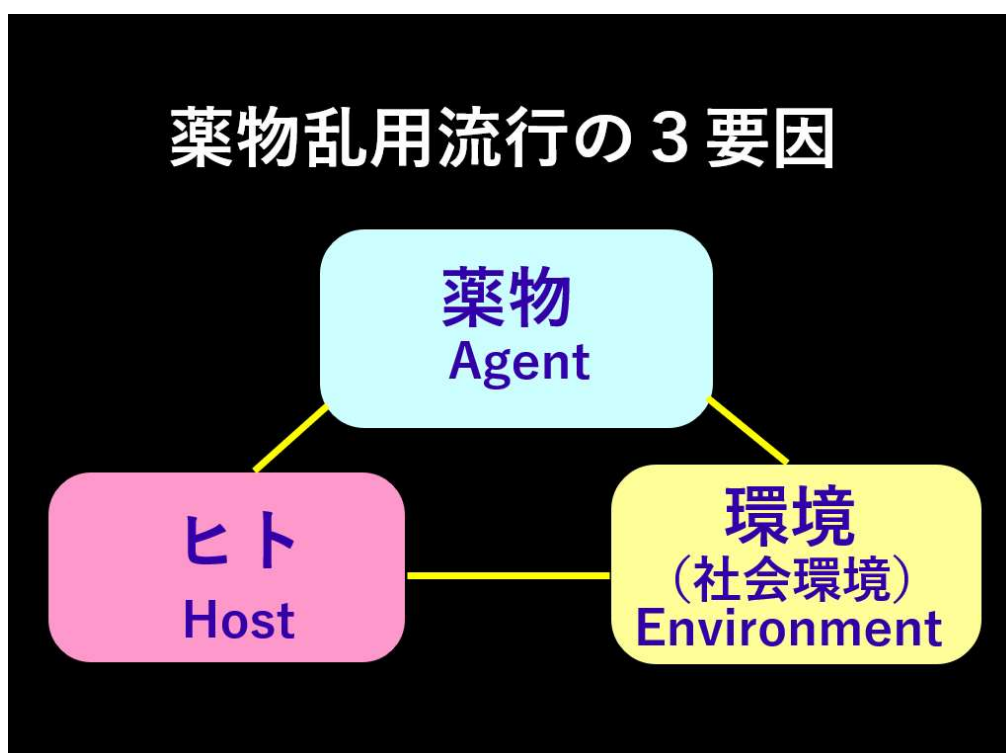 薬物乱用流行の３要因
薬物
Agent
ヒト
Host
環境
（社会環境）
Environment